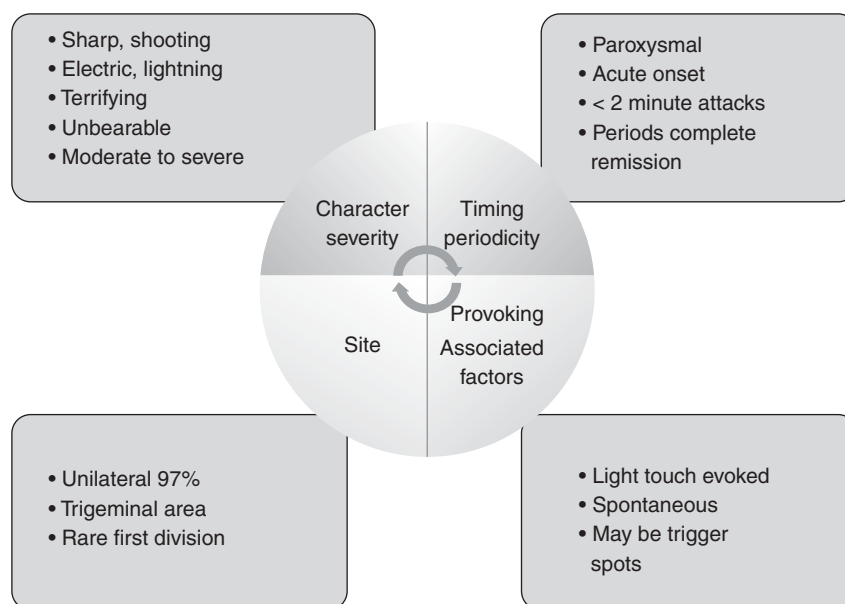 • Sharp, shooting
• Electric, lightning
• Terrifying
• Unbearable
• Moderate to severe
• Paroxysmal
• Acute onset
• < 2 minute attacks
• Periods complete
remission
Character
severity
Timing
periodicity
Site
Provoking
Associated
factors
• Unilateral 97%
• Trigeminal area
• Rare first division
• Light touch evoked
• Spontaneous
• May be trigger
spots